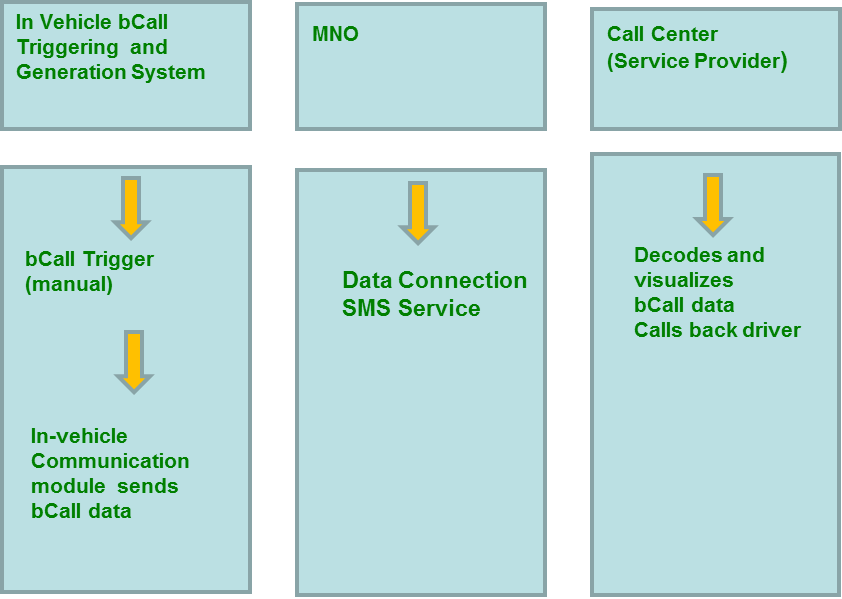 In Vehicle bCall
Triggering and
Generation System
MNO
Call Center
(Service Provider)
bCall Trigger
(manual)
In-vehicle
Communication
module sends
bCall data
Data Connection
SMS Service
Decodes and
visualizes
bCall data
Calls back driver